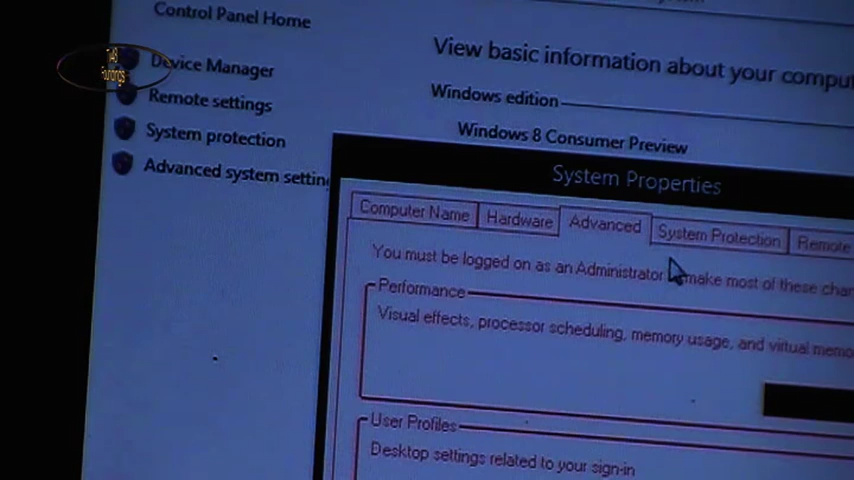 Control Panel Home
Device Manager
Remote settings
System protection
Advanced system settin
View basic information about your comput
Windows edition
Windows 8 Consumer Preview
System Properties
Computer Name
Hardware
Advanced
System Protection
Remote
You must be logged on as an Administrator make most of these chan
Performance
Visual effects, processor scheduling, memory usage, and virtual memo
User Profiles
Desktop settings related to your sign-in